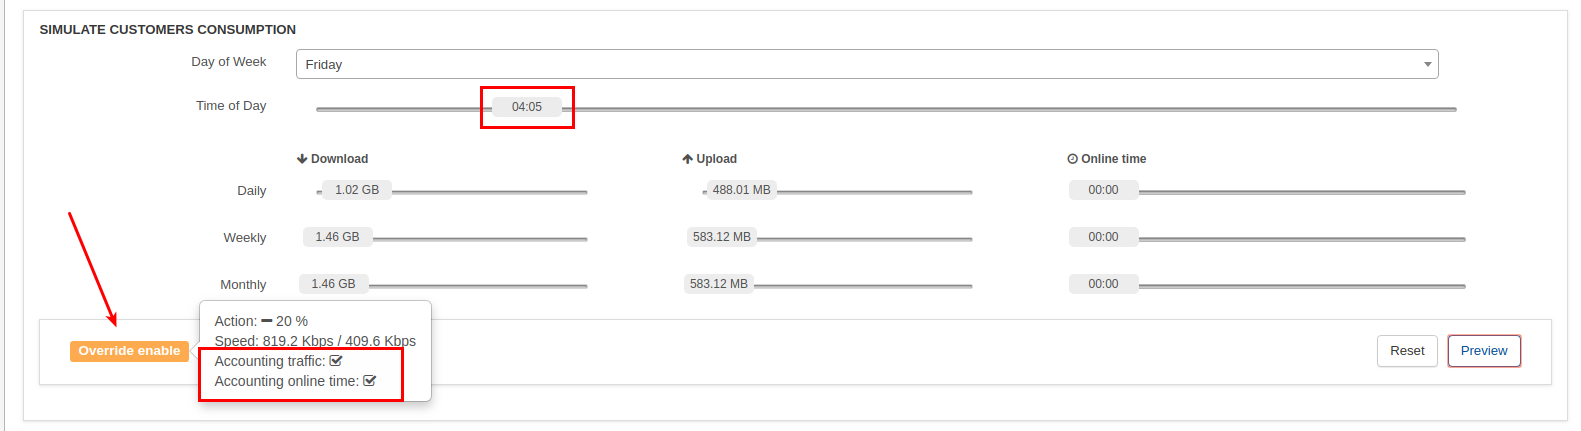 SIMULATE CUSTOMERS CONSUMPTION
Day of Week Friday
Time of Day 04:05
Download Upload Online time
Daily 1.02 GB 488.01 MB 00:00
Weekly 1.46 GB 583.12 MB 00:00
Monthly 1.46 GB 583.12 MB 00:00
Override enable
Action: 20 %
Speed: 819.2 Kbps / 409.6 Kbps
Accounting traffic:
Accounting online time:
Reset Preview